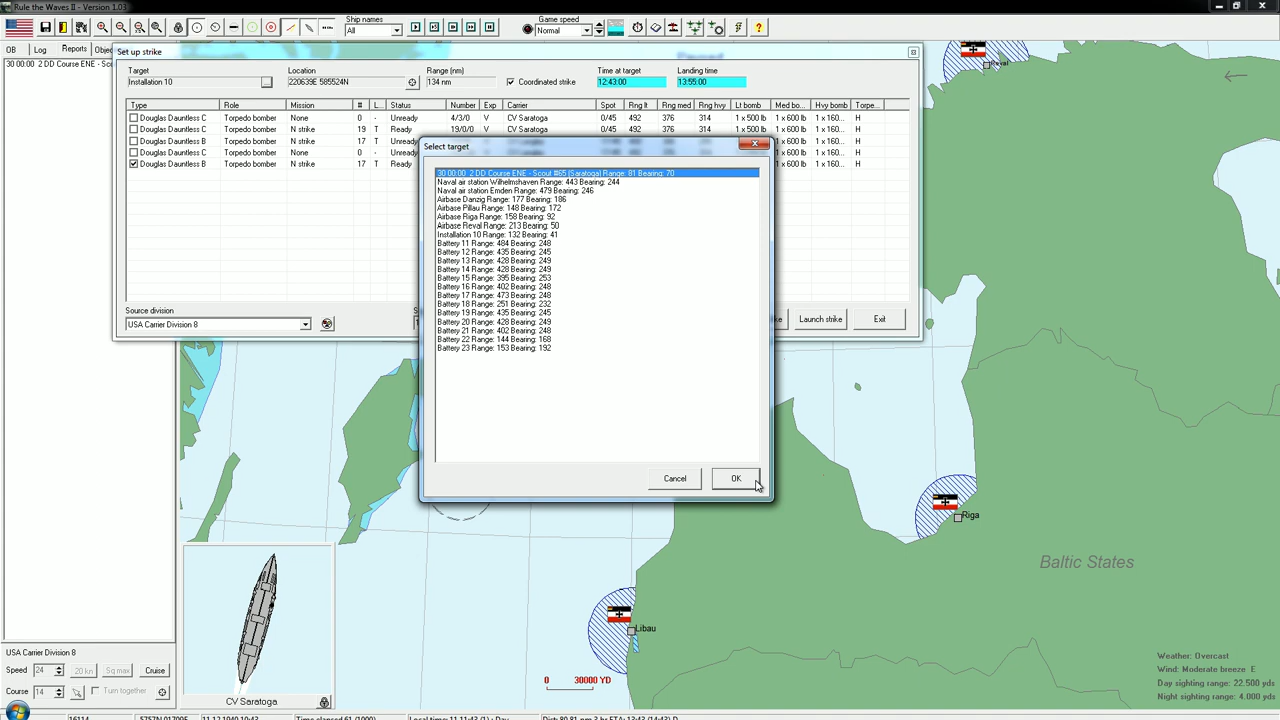 Rule the Waves II - Version 1.03
Ship names
All
Game speed
Normal
OB Log Reports Objec
30 00:00 2 DD Course ENE - Scou
Set up strike
Target
Installation 10
Location
220639E 585524N
Range (nm)
134 nm
Coordinated strike
Time at target
12:43:00
Landing time
13:55:00
Type Role Mission # L... Status Number Exp Carrier Spot Rng lt Rng med Rng hvy Lt bomb Med bo... Hvy bomb Torpe...
Douglas Dauntless C Torpedo bomber None 0 - Unready 4/3/0 V CV Saratoga 0/45 492 376 314 1 x 500 lb 1 x 600 lb 1 x 160... H
Douglas Dauntless C Torpedo bomber N strike 19 T Ready 19/0/0 V CV Saratoga 0/45 492 376 314 1 x 500 lb 1 x 600 lb 1 x 160... H
Douglas Dauntless B Torpedo bomber N strike 17 T Unready 1 x 600 lb 1 x 160... H
Douglas Dauntless C Torpedo bomber None 0 - Unready 1 x 600 lb 1 x 160... H
Douglas Dauntless B Torpedo bomber N strike 17 T Ready 1 x 600 lb 1 x 160... H
Source division
USA Carrier Division 8
Launch strike
Exit
Select target
30 00:00 2 DD Course ENE - Scout #65 (Saratoga) Range: 81 Bearing: 70
Naval air station Wilhelmshaven Range: 443 Bearing: 244
Naval air station Emden Range: 479 Bearing: 246
Airbase Danzig Range: 177 Bearing: 186
Airbase Pillau Range: 148 Bearing: 172
Airbase Riga Range: 158 Bearing: 92
Airbase Reval Range: 213 Bearing: 50
Installation 10 Range: 132 Bearing: 41
Battery 11 Range: 484 Bearing: 248
Battery 12 Range: 435 Bearing: 245
Battery 13 Range: 428 Bearing: 249
Battery 14 Range: 428 Bearing: 249
Battery 15 Range: 395 Bearing: 253
Battery 16 Range: 402 Bearing: 248
Battery 17 Range: 473 Bearing: 248
Battery 18 Range: 251 Bearing: 232
Battery 19 Range: 435 Bearing: 245
Battery 20 Range: 428 Bearing: 249
Battery 21 Range: 402 Bearing: 248
Battery 22 Range: 144 Bearing: 168
Battery 23 Range: 153 Bearing: 192
Cancel
OK
Paused
Reval
Riga
Baltic States
Libau
0 30000 YD
Weather: Overcast
Wind: Moderate breeze E
Day sighting range: 22.500 yds
Night sighting range: 4.000 yds
USA Carrier Division 8
Speed 24 20 kn Sq max Cruise
Course 14 Turn together
CV Saratoga